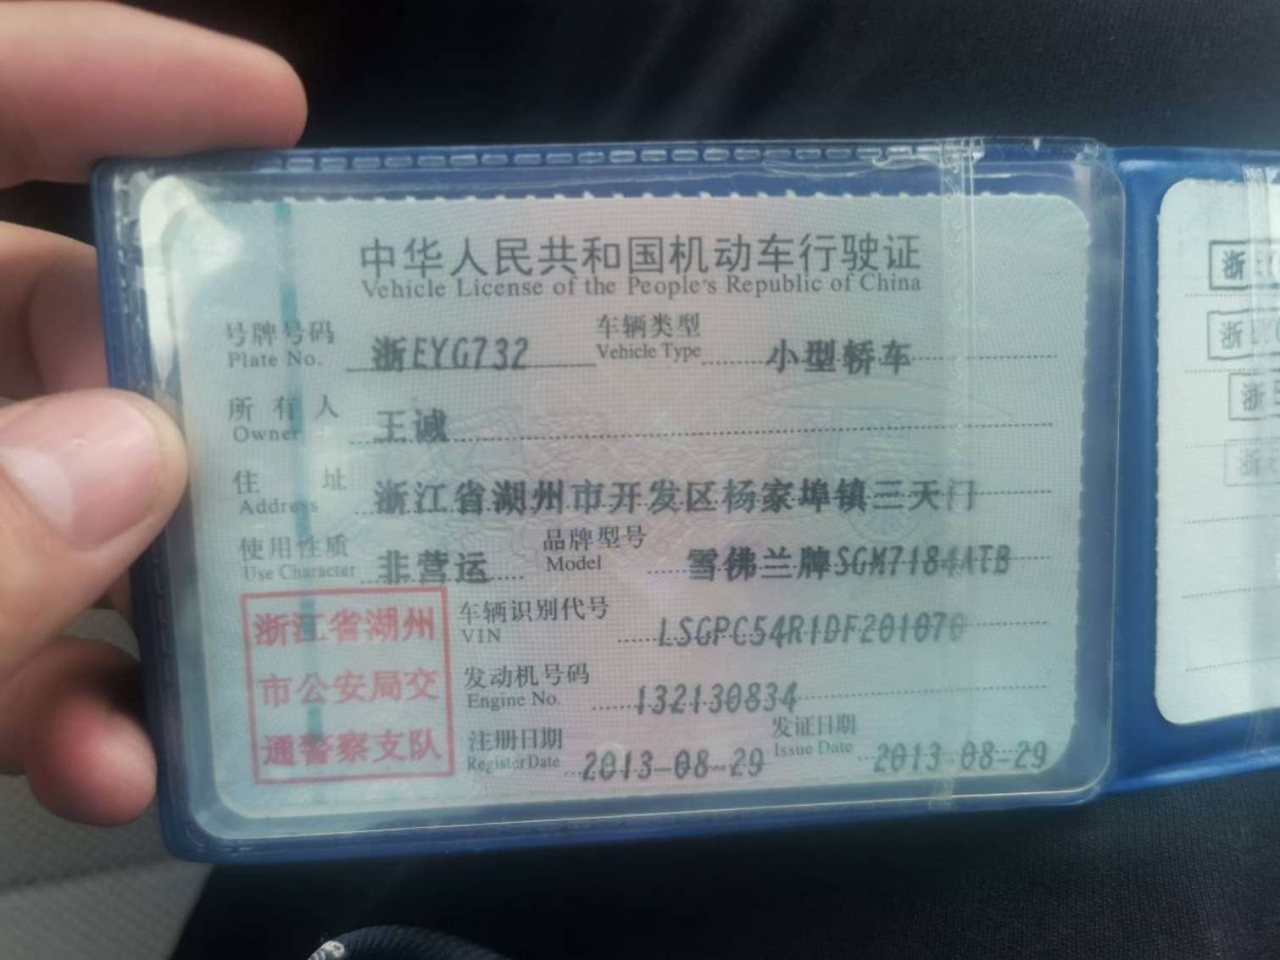 中华人民共和国机动车行驶证
Vehicle License of the People's Republic of China
号牌号码 浙EYG732 车辆类型 小型轿车
Plate No. Vehicle Type
所有人 王诚
Owner
住址 浙江省湖州市开发区杨家埠镇三天门
Address
使用性质 非营运 品牌型号 雪佛兰牌SGM7184ATB
Use Character Model
浙江省湖州
市公安局交
通警察支队
车辆识别代号 LSGPC54R1DF201070
VIN
发动机号码 132130834
Engine No.
注册日期 2013-08-29 发证日期 2013-08-29
Register Date Issue Date
浙
浙
浙
浙